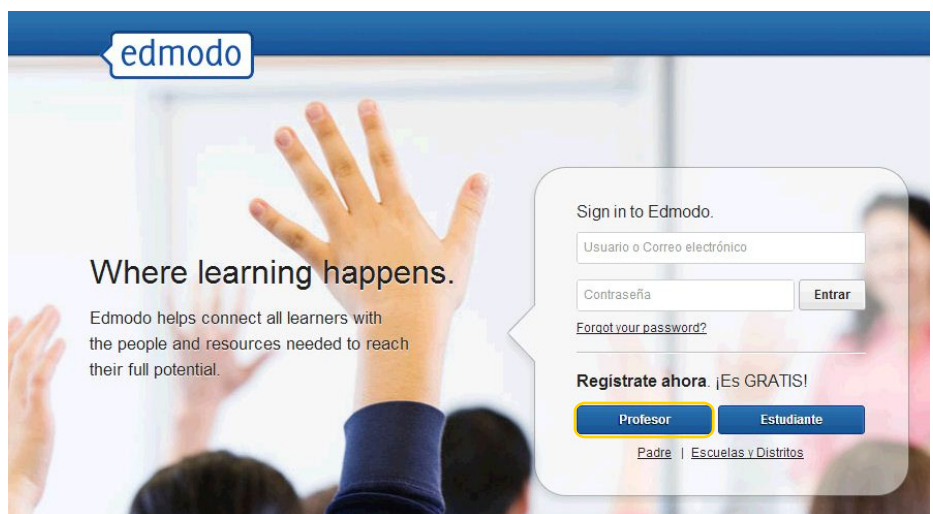 edmodo
Where learning happens.
Edmodo helps connect all learners with
the people and resources needed to reach
their full potential.
Sign in to Edmodo.
Usuario o Correo electrónico
Contraseña
Entrar
Forgot your password?
Regístrate ahora. ¡Es GRATIS!
Profesor
Estudiante
Padre | Escuelas y Distritos